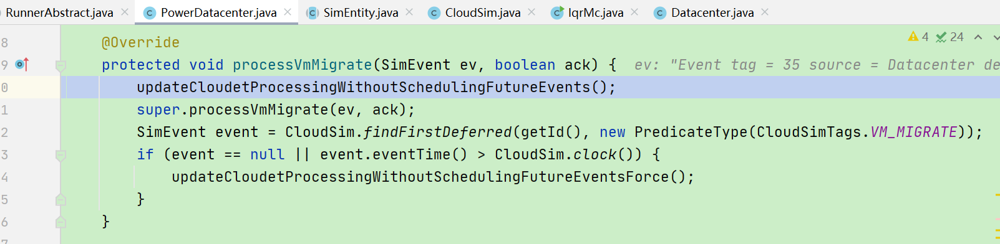 RunnerAbstract.java PowerDatacenter.java SimEntity.java CloudSim.java IqrMc.java Datacenter.java
4 24
8 @Override
9 protected void processVmMigrate(SimEvent ev, boolean ack) { ev: "Event tag = 35 source = Datacenter de
0 updateCloudetProcessingWithoutSchedulingFutureEvents();
1 super.processVmMigrate(ev, ack);
2 SimEvent event = CloudSim.findFirstDeferred(getId(), new PredicateType(CloudSimTags.VM_MIGRATE));
3 if (event == null || event.eventTime() > CloudSim.clock()) {
4 updateCloudetProcessingWithoutSchedulingFutureEventsForce();
5 }
6 }